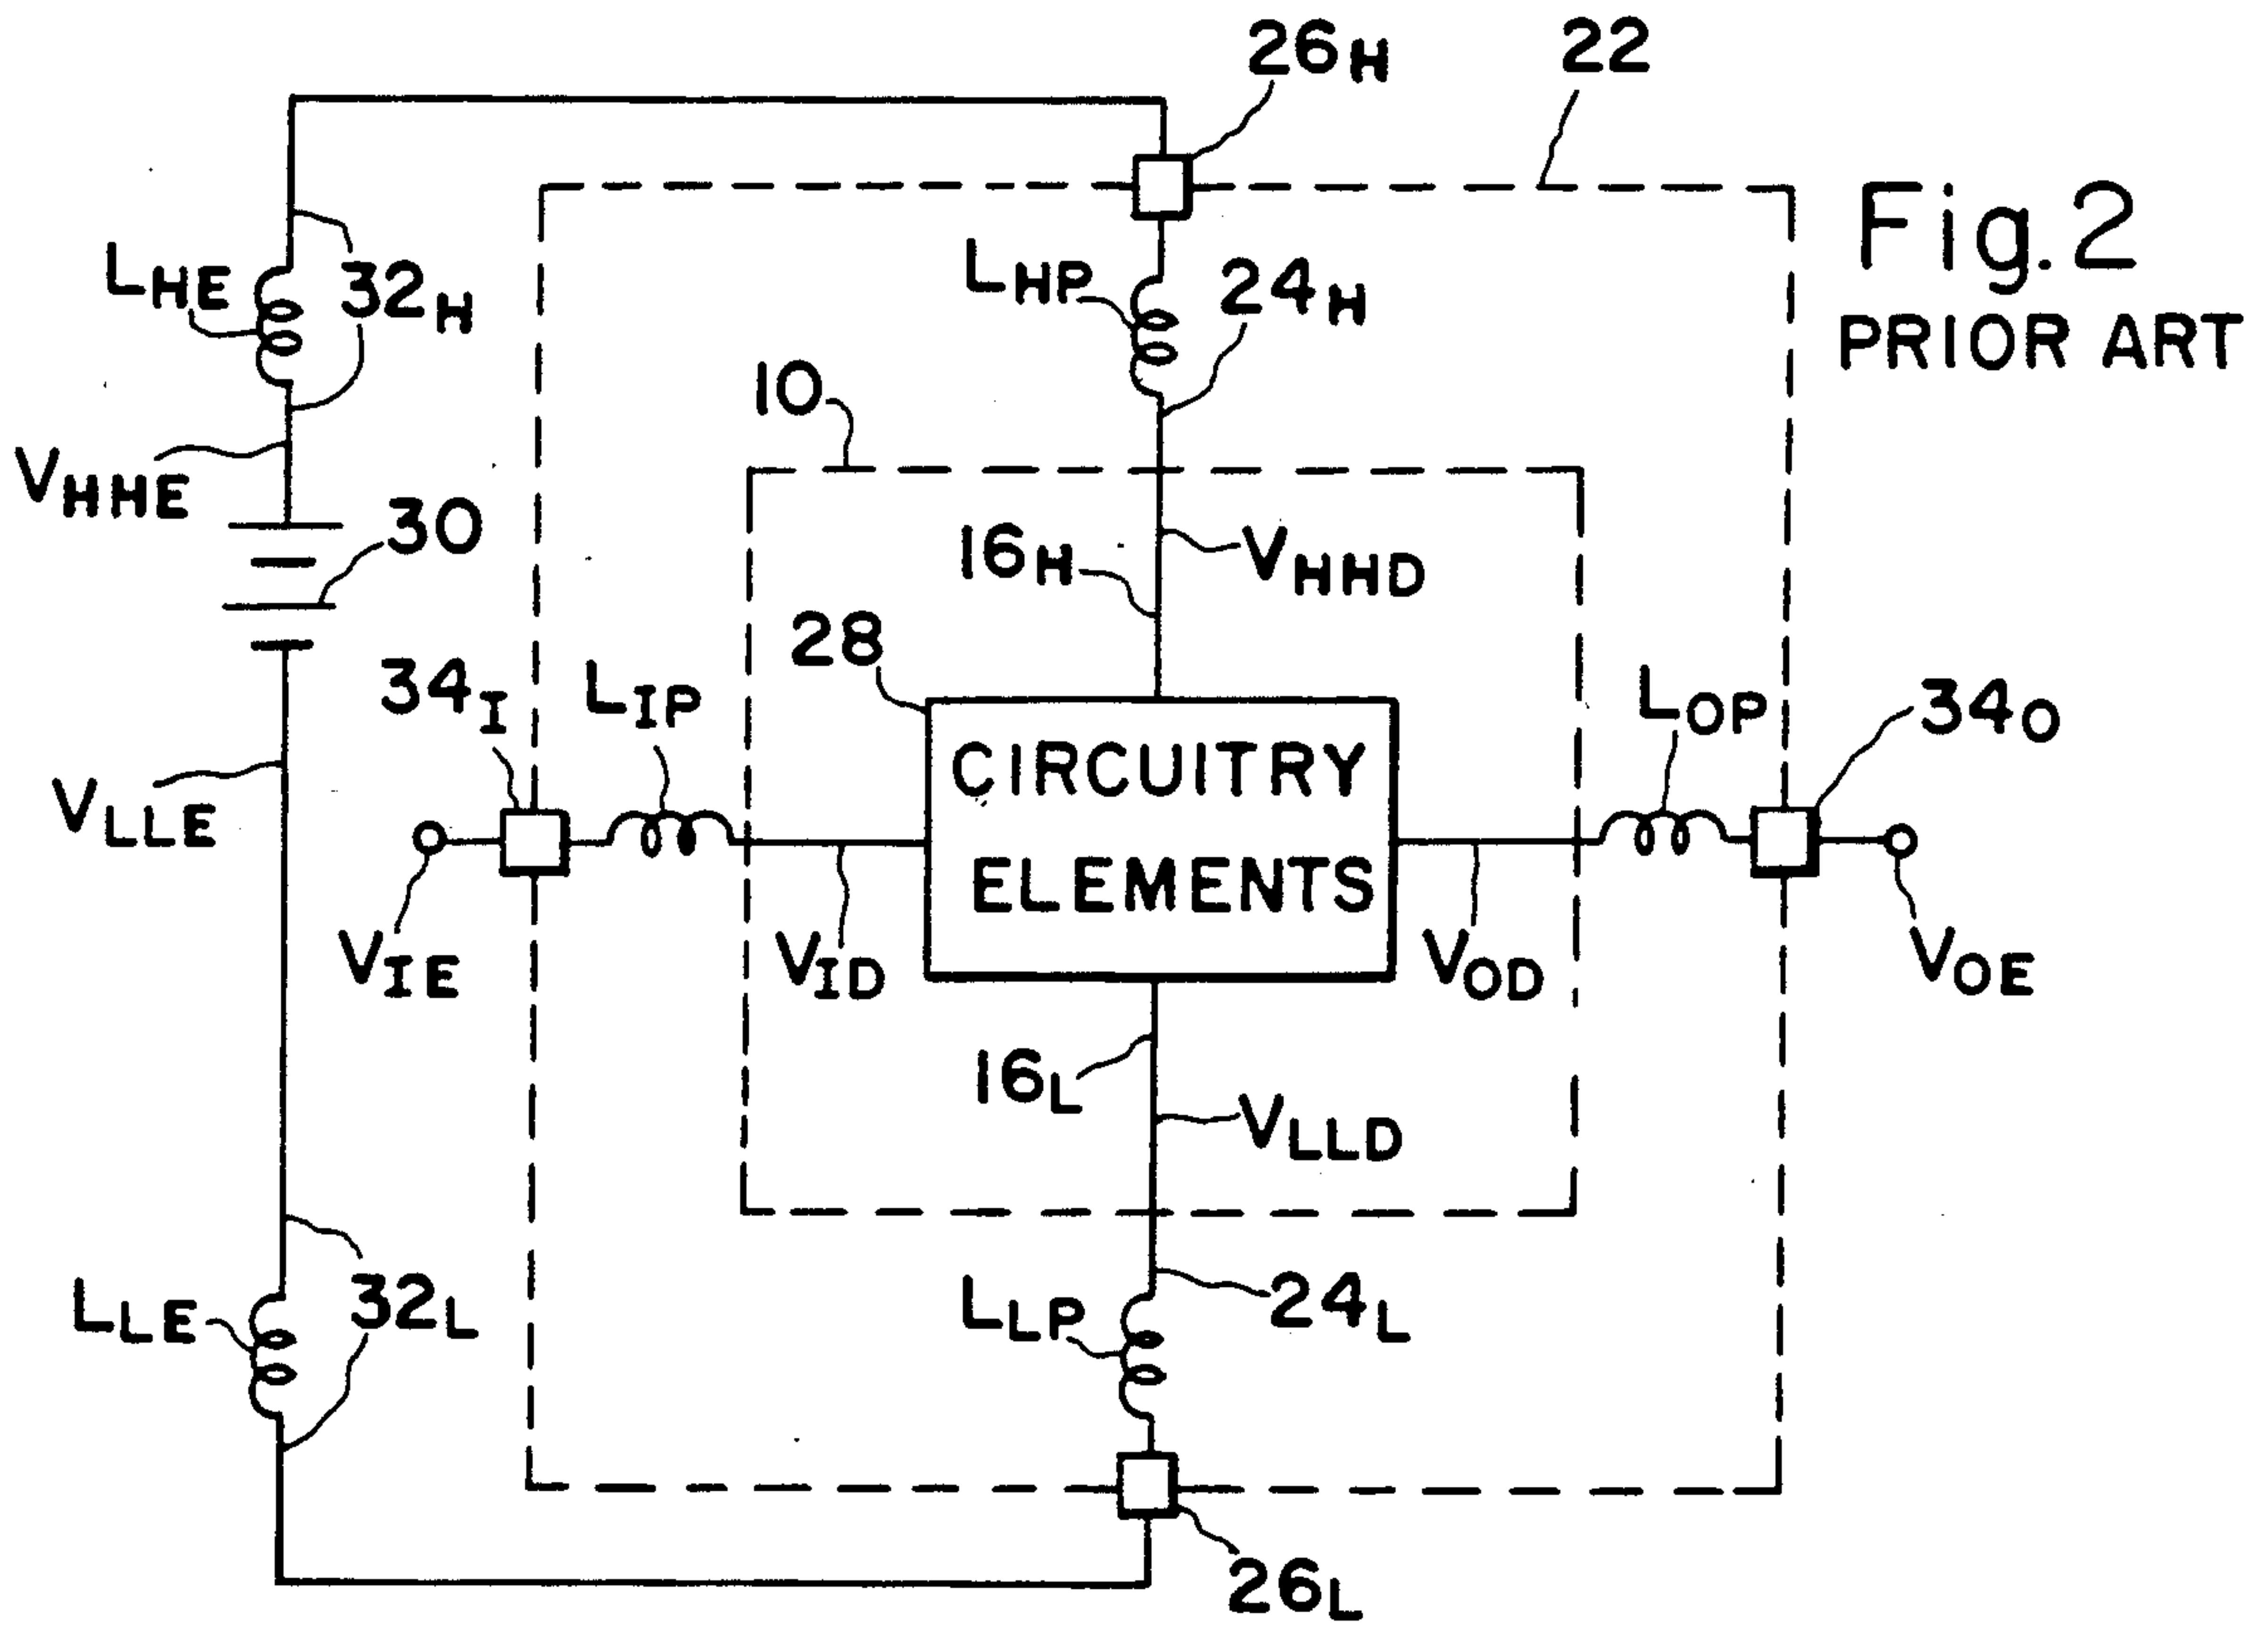 26H
22
Fig. 2
PRIOR ART
LHE
32H
LHP
24H
10
VHHE
30
16H
VHHD
28
34I
LIP
LOP
34O
CIRCUITRY
ELEMENTS
VLLE
VIE
VID
VOD
VOE
16L
VLLD
LLE
32L
LLP
24L
26L